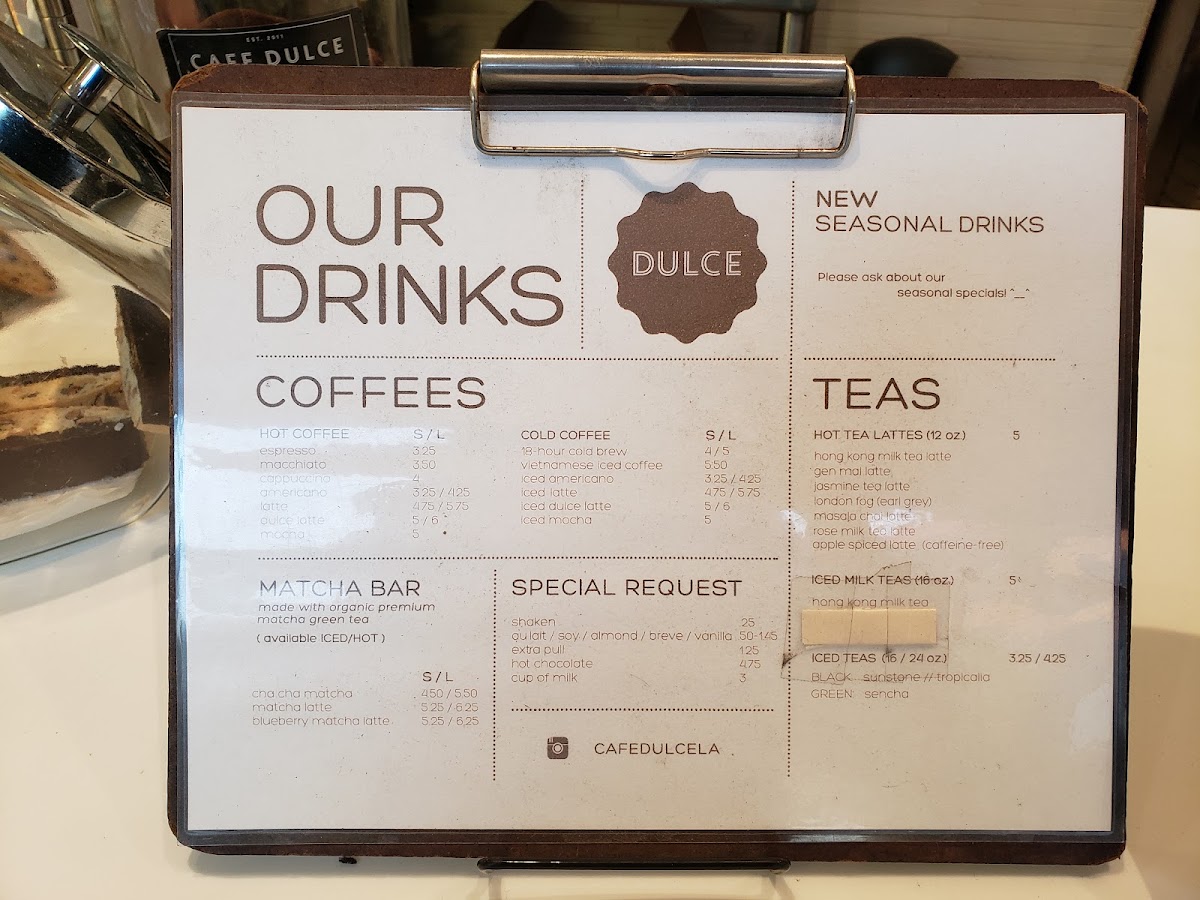 EST. 2011
CAFE DULCE
OUR
DRINKS
DULCE
NEW
SEASONAL DRINKS
Please ask about our
seasonal specials! ^__^
COFFEES
HOT COFFEE S / L
espresso 3.25
macchiato 3.50
cappuccino 4
americano 3.25 / 4.25
latte 4.75 / 5.75
dulce latte 5 / 6
mocha 5
COLD COFFEE S / L
18-hour cold brew 4 / 5
vietnamese iced coffee 5.50
iced americano 3.25 / 4.25
iced latte 4.75 / 5.75
iced dulce latte 5 / 6
iced mocha 5
TEAS
HOT TEA LATTES (12 oz.) 5
hong kong milk tea latte
gen mai latte
jasmine tea latte
london fog (earl grey)
masala chai latte
rose milk tea latte
apple spiced latte (caffeine-free)
ICED MILK TEAS (16 oz.) 5
hong kong milk tea
ICED TEAS (16 / 24 oz.) 3.25 / 4.25
BLACK: sunstone // tropicalia
GREEN: sencha
MATCHA BAR
made with organic premium
matcha green tea
( available ICED/HOT )
S / L
cha cha matcha 4.50 / 5.50
matcha latte 5.25 / 6.25
blueberry matcha latte 5.25 / 6.25
SPECIAL REQUEST
shaken .25
au lait / soy / almond / breve / vanilla .50-1.45
extra pull 1.25
hot chocolate 4.75
cup of milk 3
CAFEDULCELA